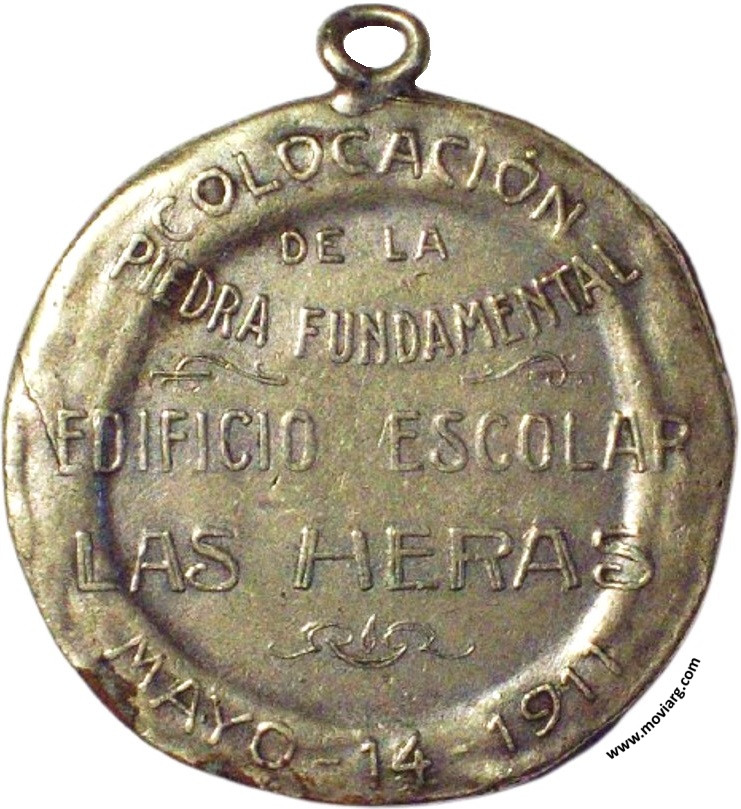 COLOCACIÓN
DE LA
PIEDRA FUNDAMENTAL
EDIFICIO ESCOLAR
LAS HERAS
MAYO - 14 - 1911
www.moviarg.com